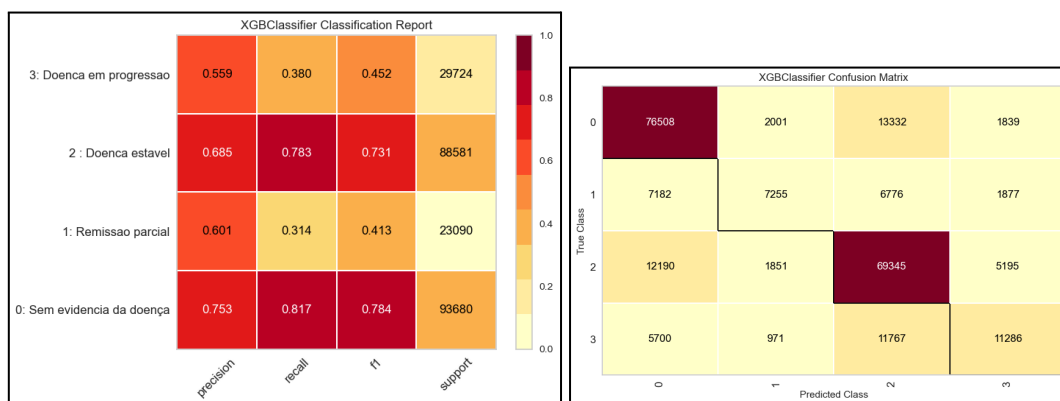 XGBClassifier Classification Report
3: Doenca em progressao 0.559 0.380 0.452 29724
2 : Doenca estavel 0.685 0.783 0.731 88581
1: Remissao parcial 0.601 0.314 0.413 23090
0: Sem evidencia da doença 0.753 0.817 0.784 93680
precision recall f1 support
1.0
0.8
0.6
0.4
0.2
0.0
XGBClassifier Confusion Matrix
True Class
0 76508 2001 13332 1839
1 7182 7255 6776 1877
2 12190 1851 69345 5195
3 5700 971 11767 11286
0 1 2 3
Predicted Class